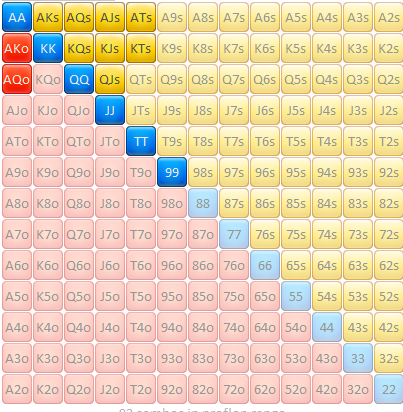 AA AKs AQs AJs ATs A9s A8s A7s A6s A5s A4s A3s A2s
AKo KK KQs KJs KTs K9s K8s K7s K6s K5s K4s K3s K2s
AQo KQo QQ QJs QTs Q9s Q8s Q7s Q6s Q5s Q4s Q3s Q2s
AJo KJo QJo JJ JTs J9s J8s J7s J6s J5s J4s J3s J2s
ATo KTo QTo JTo TT T9s T8s T7s T6s T5s T4s T3s T2s
A9o K9o Q9o J9o T9o 99 98s 97s 96s 95s 94s 93s 92s
A8o K8o Q8o J8o T8o 98o 88 87s 86s 85s 84s 83s 82s
A7o K7o Q7o J7o T7o 97o 87o 77 76s 75s 74s 73s 72s
A6o K6o Q6o J6o T6o 96o 86o 76o 66 65s 64s 63s 62s
A5o K5o Q5o J5o T5o 95o 85o 75o 65o 55 54s 53s 52s
A4o K4o Q4o J4o T4o 94o 84o 74o 64o 54o 44 43s 42s
A3o K3o Q3o J3o T3o 93o 83o 73o 63o 53o 43o 33 32s
A2o K2o Q2o J2o T2o 92o 82o 72o 62o 52o 42o 32o 22
combos in preflop range